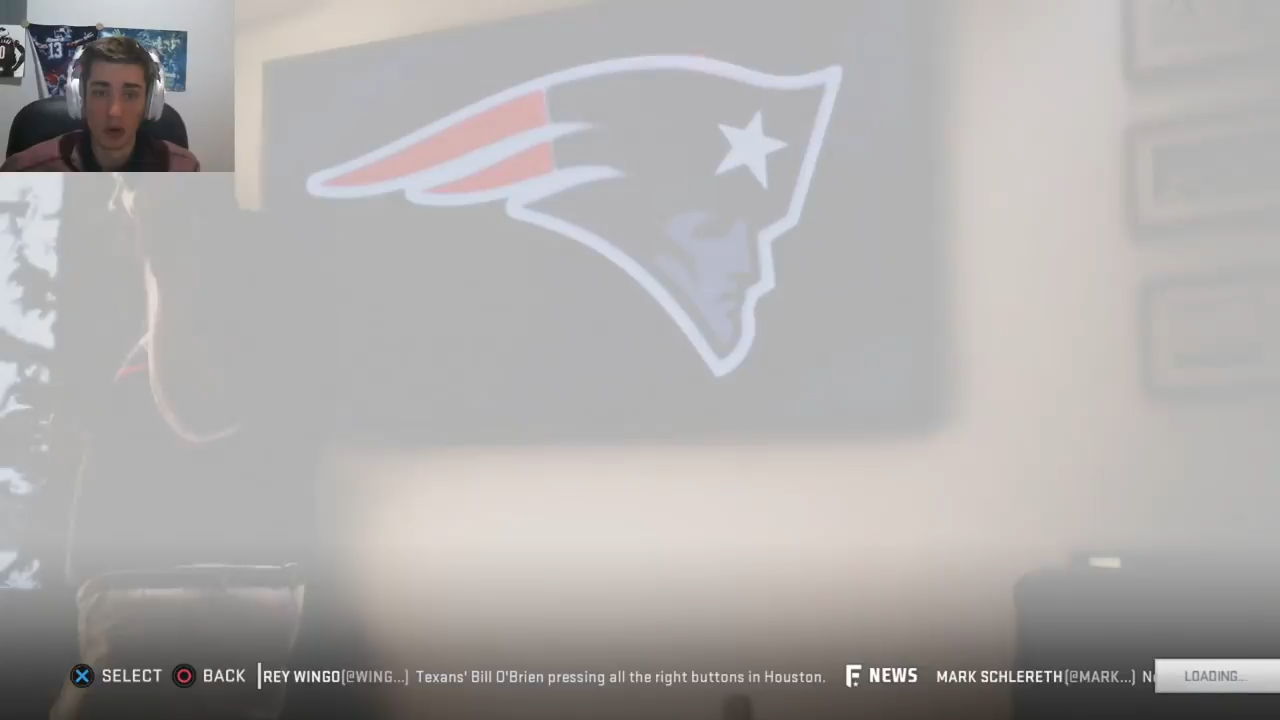 13
SELECT BACK REY WINGO(@WING...) Texans' Bill O'Brien pressing all the right buttons in Houston. NEWS MARK SCHLERETH(@MARK...) LOADING...